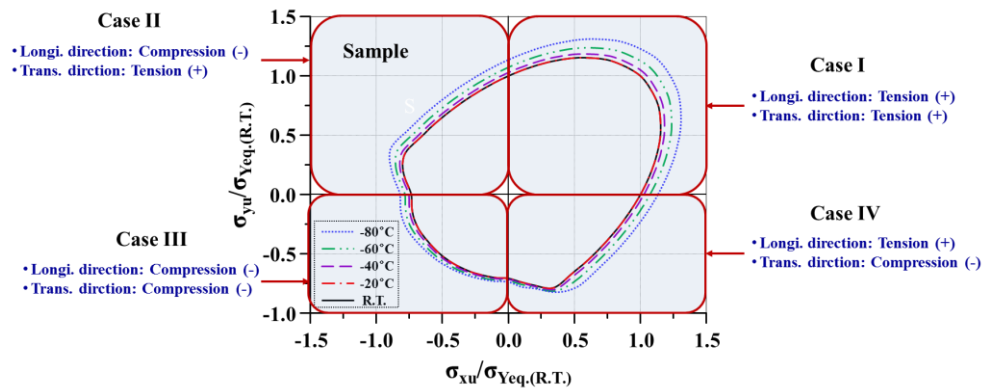 Case II
• Longi. direction: Compression (-)
• Trans. dirction: Tension (+)
Sample
S
Case I
• Longi. direction: Tension (+)
• Trans. direction: Tension (+)
Case III
• Longi. direction: Compression (-)
• Trans. direction: Compression (-)
Case IV
• Longi. direction: Tension (+)
• Trans. direction: Compression (-)
σyu/σYeq.(R.T.)
1.5
1.0
0.5
0.0
-0.5
-1.0
-80°C
-60°C
-40°C
-20°C
R.T.
-1.5 -1.0 -0.5 0.0 0.5 1.0 1.5
σxu/σYeq.(R.T.)